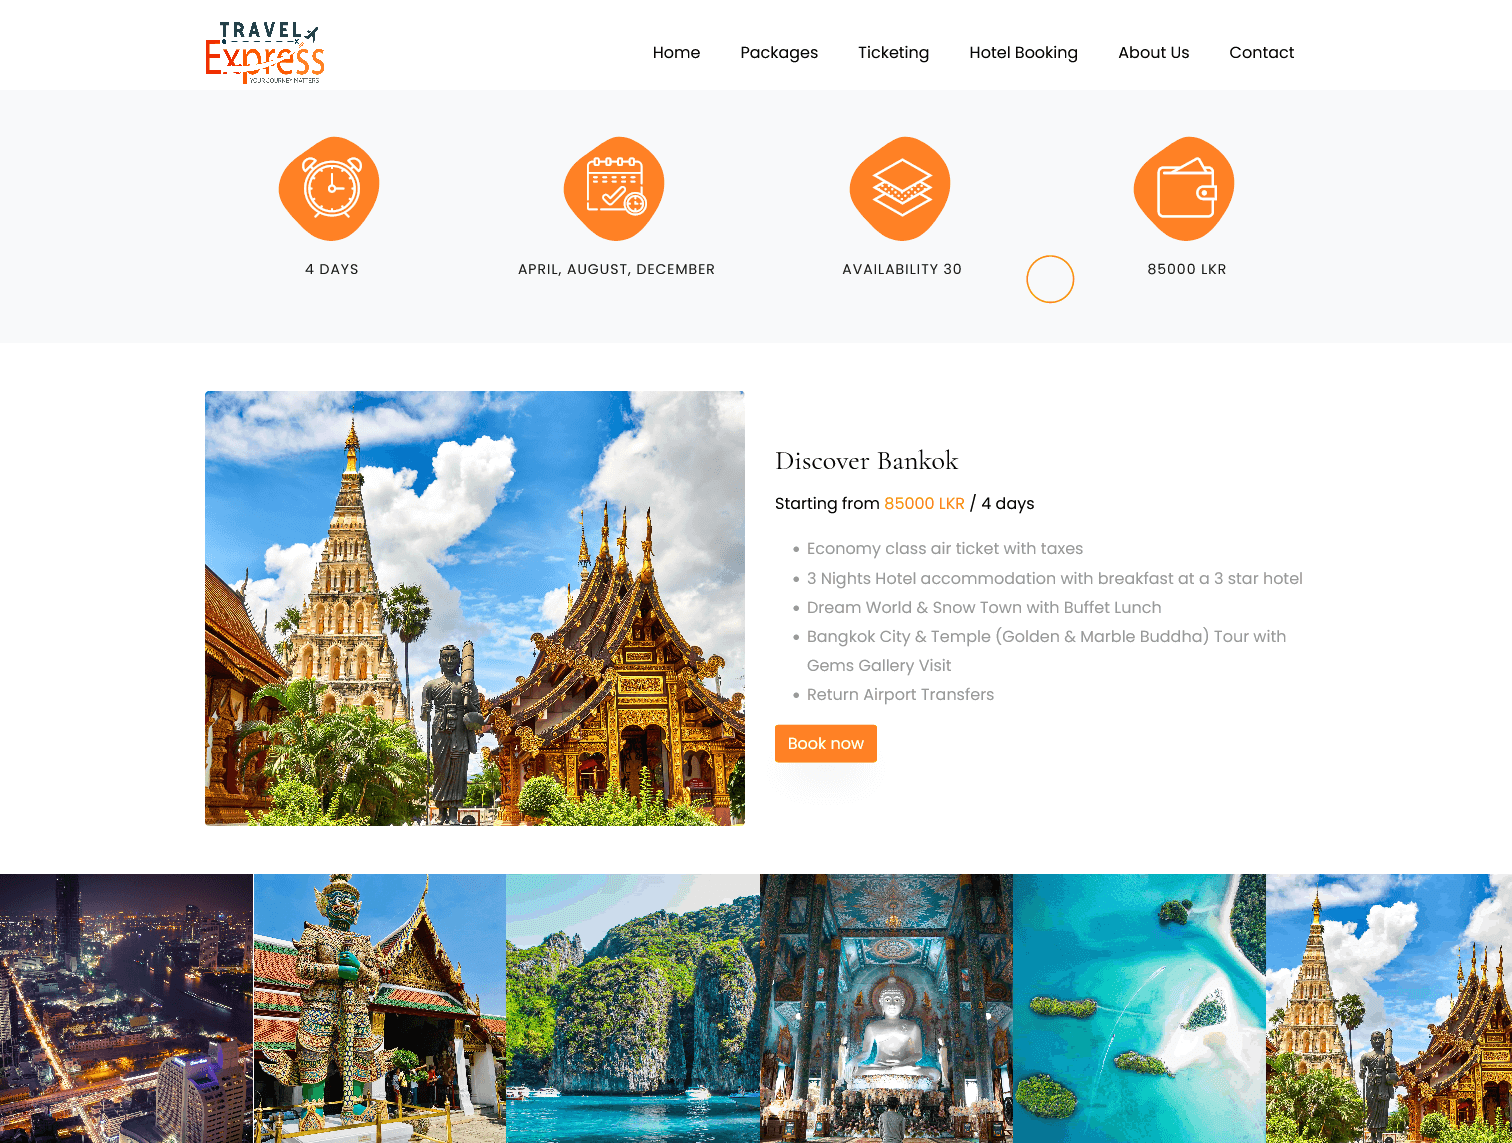 TRAVEL
Express
YOUR JOURNEY MATTERS
Home
Packages
Ticketing
Hotel Booking
About Us
Contact
4 DAYS
APRIL, AUGUST, DECEMBER
AVAILABILITY 30
85000 LKR
Discover Bankok
Starting from 85000 LKR / 4 days
Economy class air ticket with taxes
3 Nights Hotel accommodation with breakfast at a 3 star hotel
Dream World & Snow Town with Buffet Lunch
Bangkok City & Temple (Golden & Marble Buddha) Tour with
Gems Gallery Visit
Return Airport Transfers
Book now